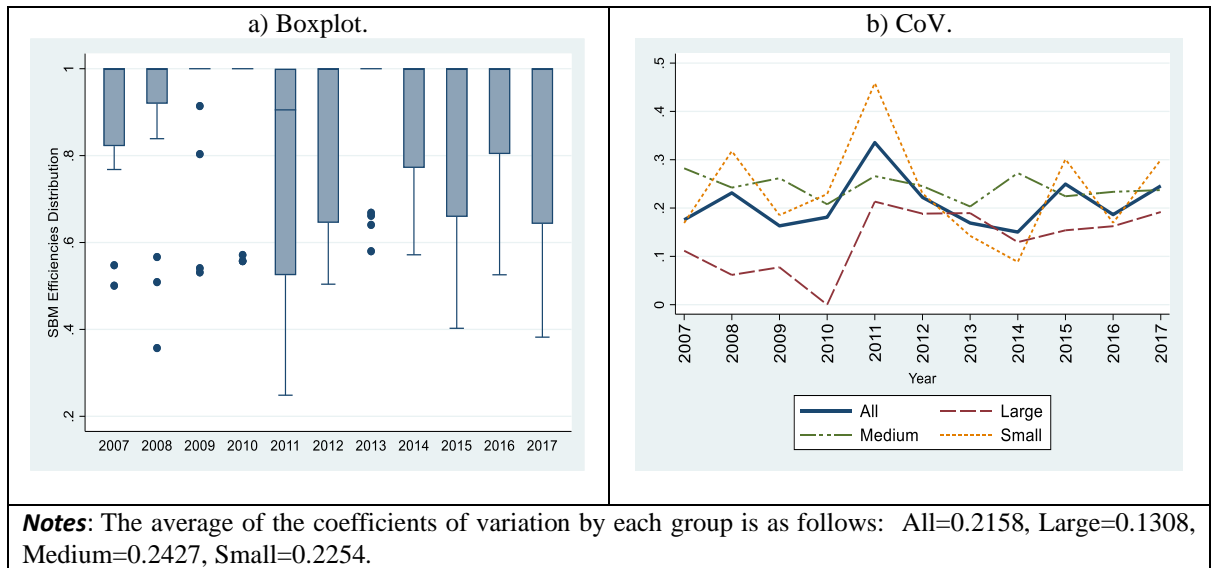 a) Boxplot.
SBM Efficiencies Distribution
1
.8
.6
.4
.2
2007 2008 2009 2010 2011 2012 2013 2014 2015 2016 2017
b) CoV.
.5
.4
.3
.2
.1
0
2007 2008 2009 2010 2011 2012 2013 2014 2015 2016 2017
Year
All Large
Medium Small
Notes: The average of the coefficients of variation by each group is as follows: All=0.2158, Large=0.1308,
Medium=0.2427, Small=0.2254.